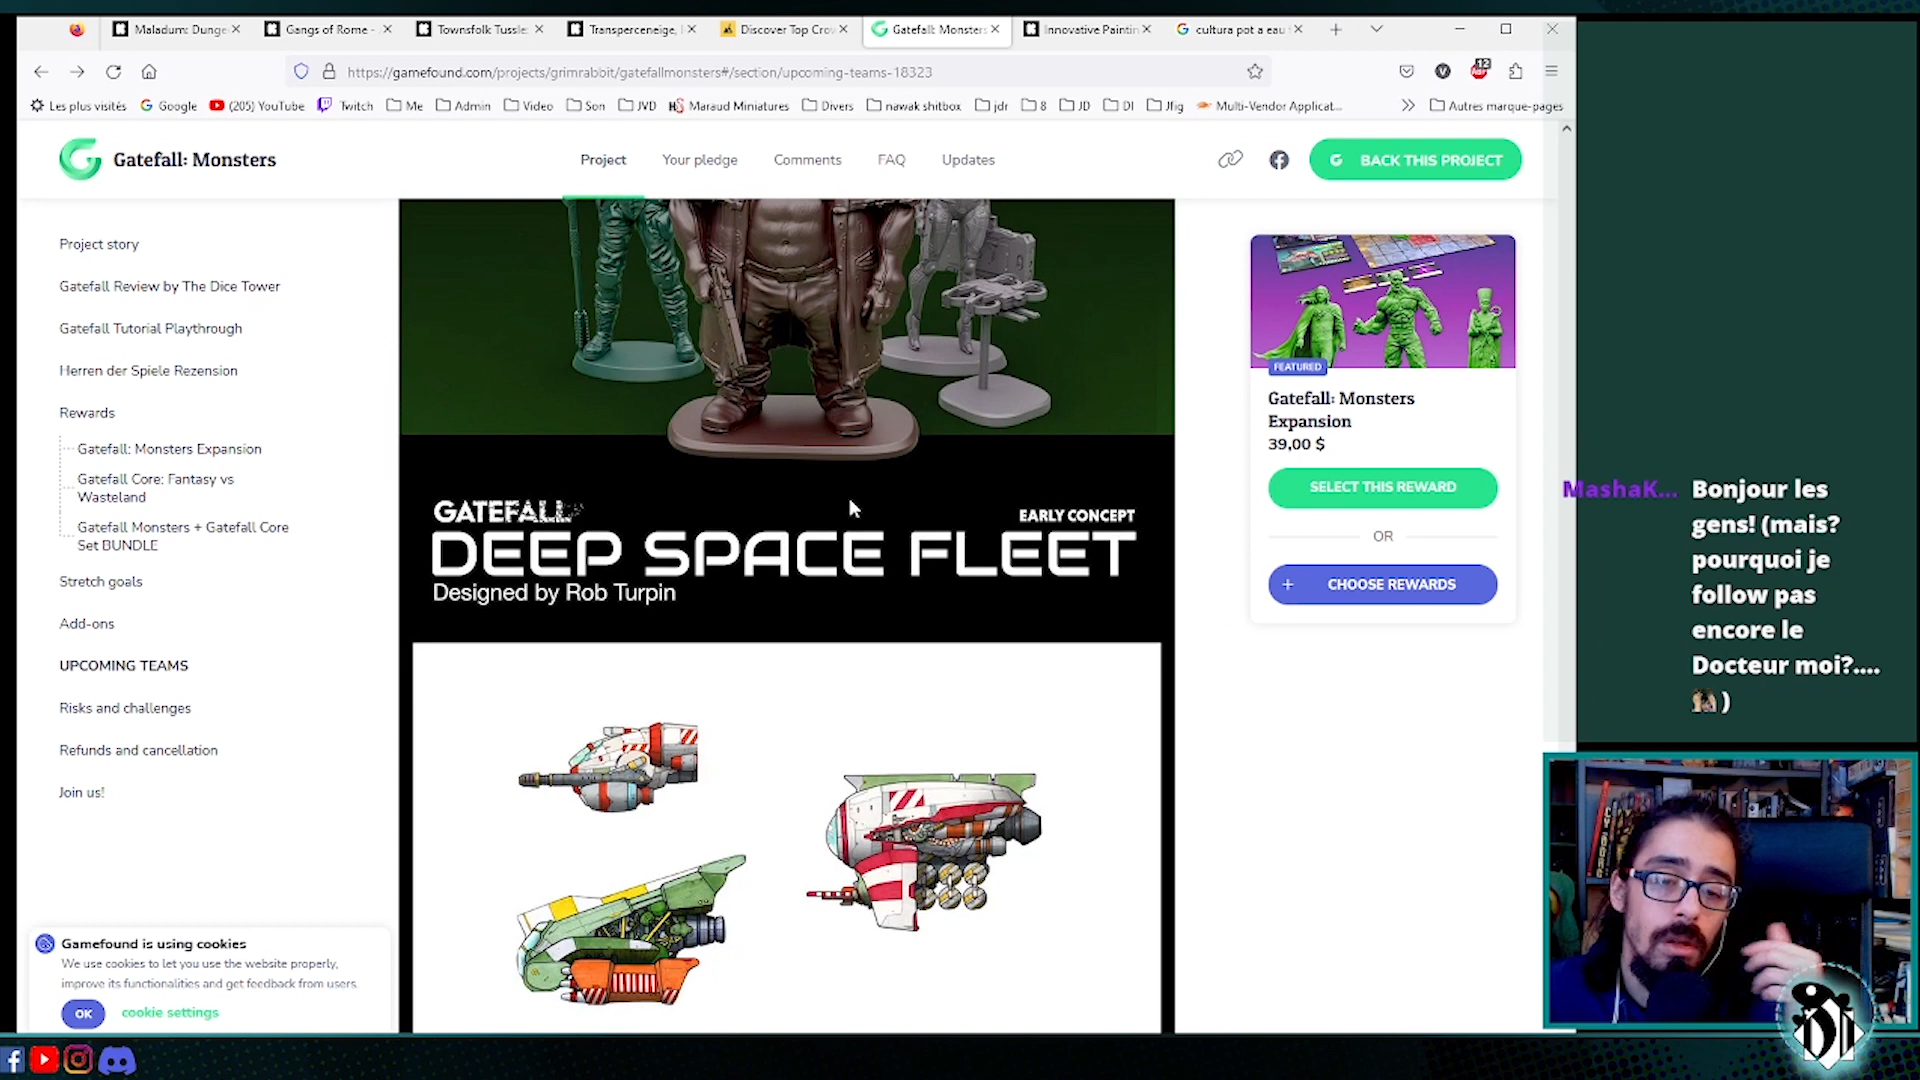 Maladum: Dunge
Gangs of Rome -
Townsfolk Tussle:
Transperceneige,
Discover Top Crow
Gatefall: Monsters
Innovative Paintin
cultura pot a eau
https://gamefound.com/projects/grimrabbit/gatefallmonsters#/section/upcoming-teams-18323
12
Les plus visités
Google
(205) YouTube
Twitch
Me
Admin
Video
Son
JVD
Maraud Miniatures
Divers
nawak shitbox
jdr
8
JD
DI
Jfig
Multi-Vendor Applicat...
Autres marque-pages
Gatefall: Monsters
Project
Your pledge
Comments
FAQ
Updates
BACK THIS PROJECT
Project story
Gatefall Review by The Dice Tower
Gatefall Tutorial Playthrough
Herren der Spiele Rezension
Rewards
Gatefall: Monsters Expansion
Gatefall Core: Fantasy vs
Wasteland
Gatefall Monsters + Gatefall Core
Set BUNDLE
Stretch goals
Add-ons
UPCOMING TEAMS
Risks and challenges
Refunds and cancellation
Join us!
Gamefound is using cookies
We use cookies to let you use the website properly,
improve its functionalities and get feedback from users.
OK
cookie settings
GATEFALL
EARLY CONCEPT
DEEP SPACE FLEET
Designed by Rob Turpin
FEATURED
Gatefall: Monsters
Expansion
39,00 $
SELECT THIS REWARD
OR
+ CHOOSE REWARDS
MashaK... Bonjour les
gens! (mais?
pourquoi je
follow pas
encore le
Docteur moi?....
)
DI